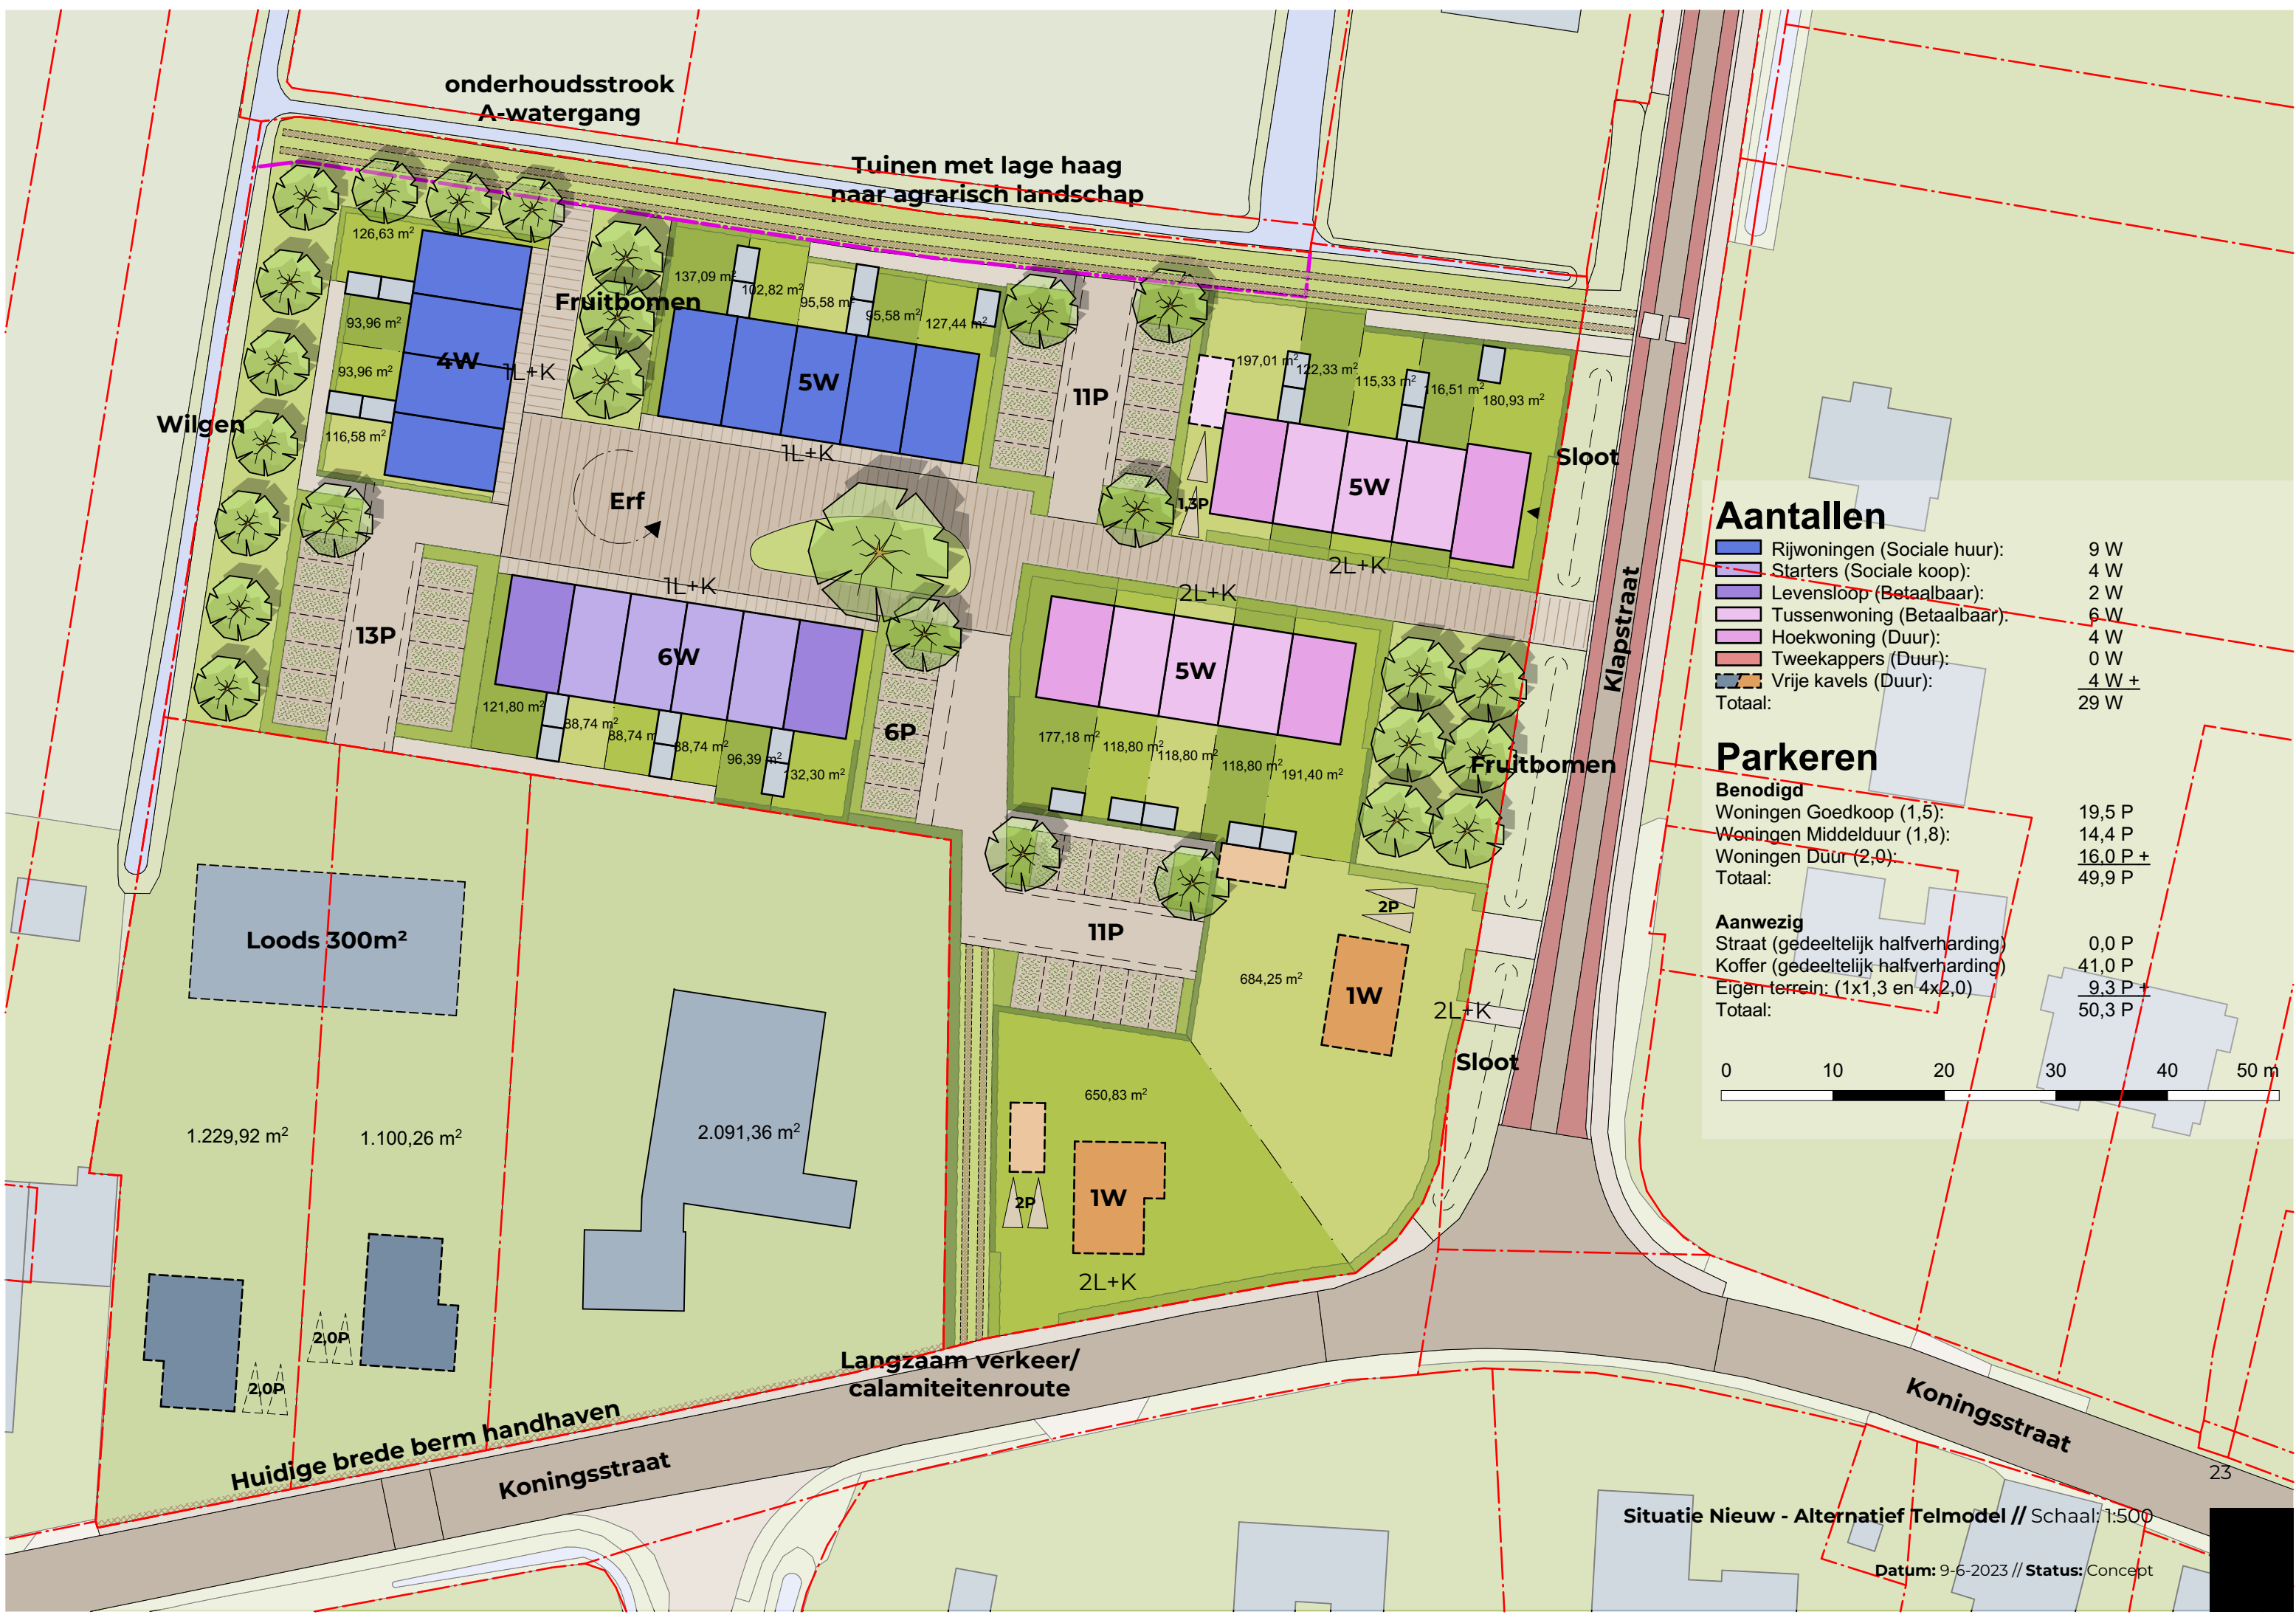 onderhoudsstrook
A-watergang
Tuinen met lage haag
naar agrarisch landschap
126,63 m²
93,96 m²
93,96 m²
116,58 m²
4W
1L+K
Wilgen
Fruitbomen
137,09 m²
102,82 m²
95,58 m²
95,58 m²
127,44 m²
5W
1L+K
11P
197,01 m²
122,33 m²
115,33 m²
116,51 m²
180,93 m²
5W
1,3P
2L+K
Sloot
Erf
1L+K
13P
6W
121,80 m²
88,74 m²
88,74 m
88,74 m²
96,39 m²
132,30 m²
6P
2L+K
5W
177,18 m²
118,80 m²
118,80 m²
118,80 m²
191,40 m²
Fruitbomen
Klapstraat
11P
2P
684,25 m²
1W
2L+K
Sloot
650,83 m²
2P
1W
2L+K
Loods 300m²
1.229,92 m²
1.100,26 m²
2.091,36 m²
2,0P
2,0P
Huidige brede berm handhaven
Langzaam verkeer/
calamiteitenroute
Koningsstraat
Koningsstraat
Aantallen
Rijwoningen (Sociale huur): 9 W
Starters (Sociale koop): 4 W
Levensloop (Betaalbaar): 2 W
Tussenwoning (Betaalbaar): 6 W
Hoekwoning (Duur): 4 W
Tweekappers (Duur): 0 W
Vrije kavels (Duur): 4 W +
Totaal: 29 W
Parkeren
Benodigd
Woningen Goedkoop (1,5): 19,5 P
Woningen Middelduur (1,8): 14,4 P
Woningen Duur (2,0): 16,0 P +
Totaal: 49,9 P
Aanwezig
Straat (gedeeltelijk halfverharding) 0,0 P
Koffer (gedeeltelijk halfverharding) 41,0 P
Eigen terrein: (1x1,3 en 4x2,0) 9,3 P +
Totaal: 50,3 P
0 10 20 30 40 50 m
23
Situatie Nieuw - Alternatief Telmodel // Schaal: 1:500
Datum: 9-6-2023 // Status: Concept